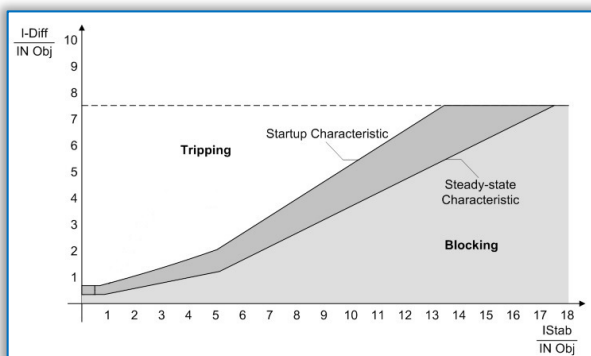 I-Diff
IN Obj
10
9
8
7
6
5
4
3
2
1
Startup Characteristic
Tripping
Steady-state
Characteristic
Blocking
1 2 3 4 5 6 7 8 9 10 11 12 13 14 15 16 17 18
IStab
IN Obj